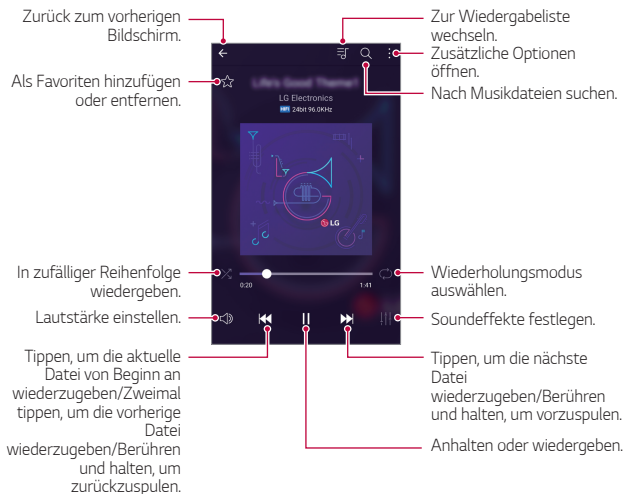 Zurück zum vorherigen
Bildschirm.
Zur Wiedergabeliste
wechseln.
Zusätzliche Optionen
öffnen.
Als Favoriten hinzufügen
oder entfernen.
Nach Musikdateien suchen.
Life's Good Theme1
LG Electronics
HIFI 24bit 96.0KHz
LG
In zufälliger Reihenfolge
wiedergeben.
Wiederholungsmodus
auswählen.
0:20
1:41
Lautstärke einstellen.
Soundeffekte festlegen.
Tippen, um die aktuelle
Datei von Beginn an
wiederzugeben/Zweimal
tippen, um die vorherige
Datei
wiederzugeben/Berühren
und halten, um
zurückzuspulen.
Tippen, um die nächste
Datei
wiederzugeben/Berühren
und halten, um vorzuspulen.
Anhalten oder wiedergeben.